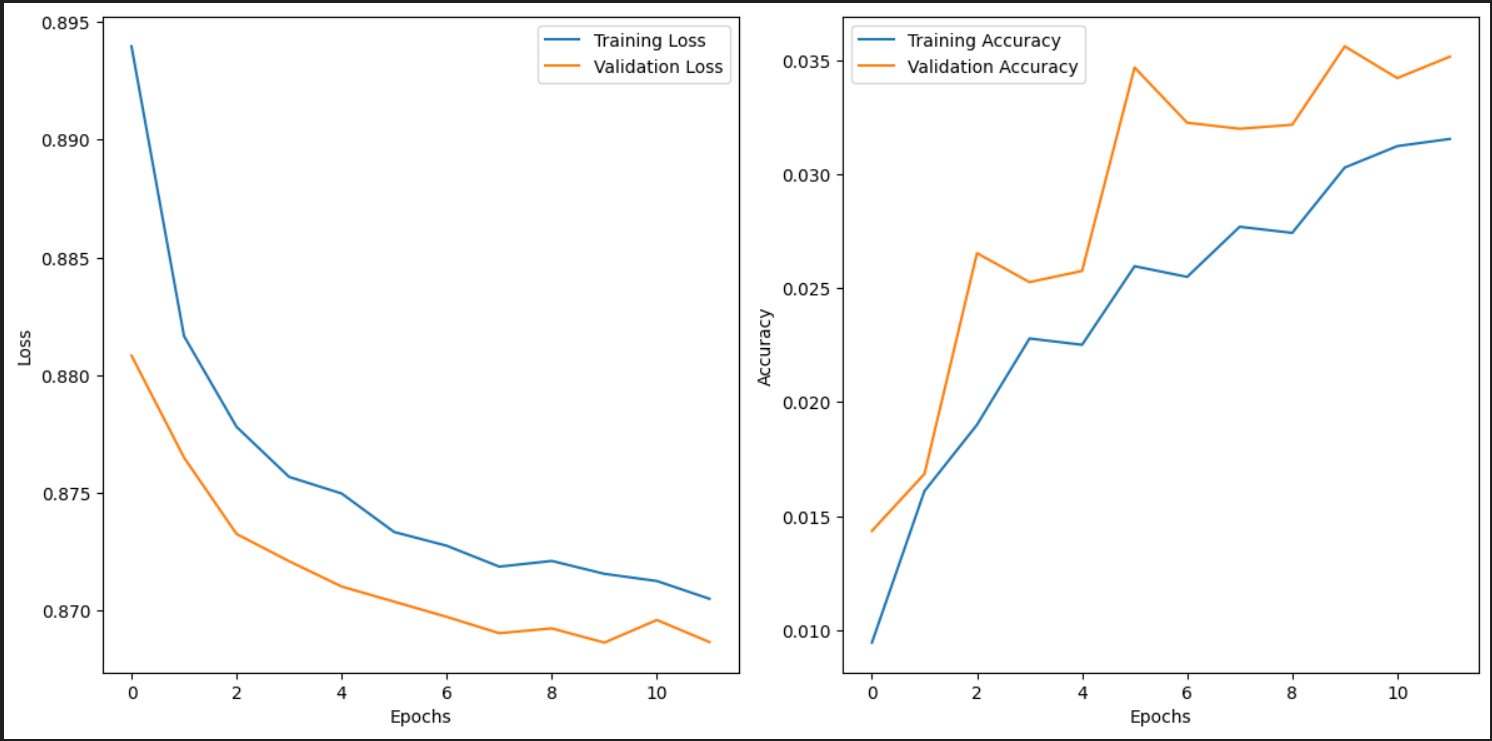 0.895
0.890
0.885
0.880
0.875
0.870
Loss
0 2 4 6 8 10
Epochs
Training Loss
Validation Loss
0.035
0.030
0.025
0.020
0.015
0.010
Accuracy
0 2 4 6 8 10
Epochs
Training Accuracy
Validation Accuracy